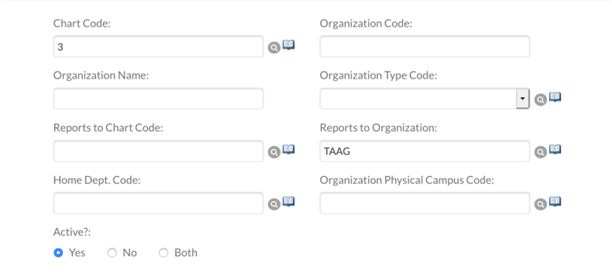 Chart Code: Organization Code:
3
Organization Name: Organization Type Code:
Reports to Chart Code: Reports to Organization:
TAAG
Home Dept. Code: Organization Physical Campus Code:
Active?:
Yes No Both